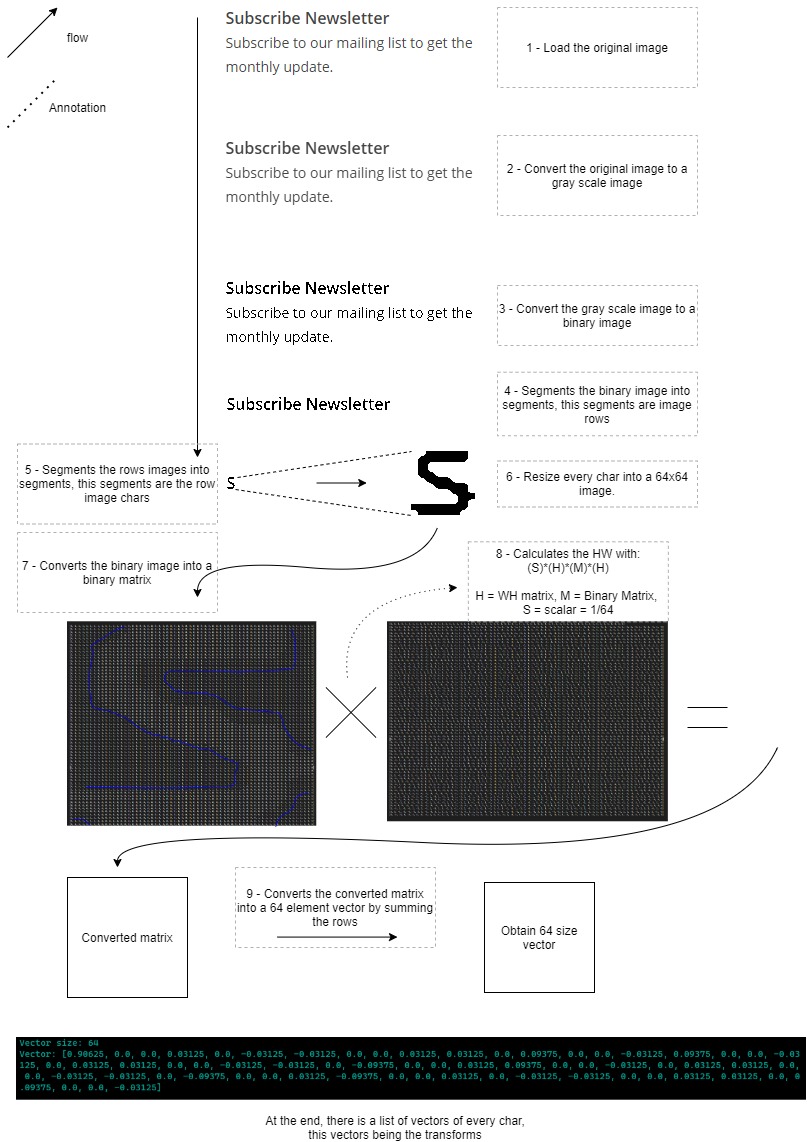 flow
Annotation
Subscribe Newsletter
Subscribe to our mailing list to get the
monthly update.
1 - Load the original image
Subscribe Newsletter
Subscribe to our mailing list to get the
monthly update.
2 - Convert the original image to a
gray scale image
Subscribe Newsletter
Subscribe to our mailing list to get the
monthly update.
3 - Convert the gray scale image to a
binary image
Subscribe Newsletter
4 - Segments the binary image into
segments, this segments are image
rows
5 - Segments the rows images into
segments, this segments are the row
image chars
S
S
6 - Resize every char into a 64x64
image.
7 - Converts the binary image into a
binary matrix
8 - Calculates the HW with:
(S)*(H)*(M)*(H)
H = WH matrix, M = Binary Matrix,
S = scalar = 1/64
Converted matrix
9 - Converts the converted matrix
into a 64 element vector by summing
the rows
Obtain 64 size
vector
Vector size: 64
Vector: [0.90625, 0.0, 0.0, 0.03125, 0.0, -0.03125, -0.03125, 0.0, 0.0, 0.03125, 0.03125, 0.0, 0.09375, 0.0, 0.0, -0.03125, 0.09375, 0.0, 0.0, -0.03
125, 0.0, 0.03125, 0.03125, 0.0, 0.0, -0.03125, -0.03125, 0.0, -0.09375, 0.0, 0.0, 0.03125, 0.09375, 0.0, 0.0, -0.03125, 0.0, 0.03125, 0.03125, 0.0,
0.0, -0.03125, -0.03125, 0.0, -0.09375, 0.0, 0.0, 0.03125, -0.09375, 0.0, 0.0, 0.03125, 0.0, -0.03125, -0.03125, 0.0, 0.0, 0.03125, 0.03125, 0.0, 0
.09375, 0.0, 0.0, -0.03125]
At the end, there is a list of vectors of every char,
this vectors being the transforms